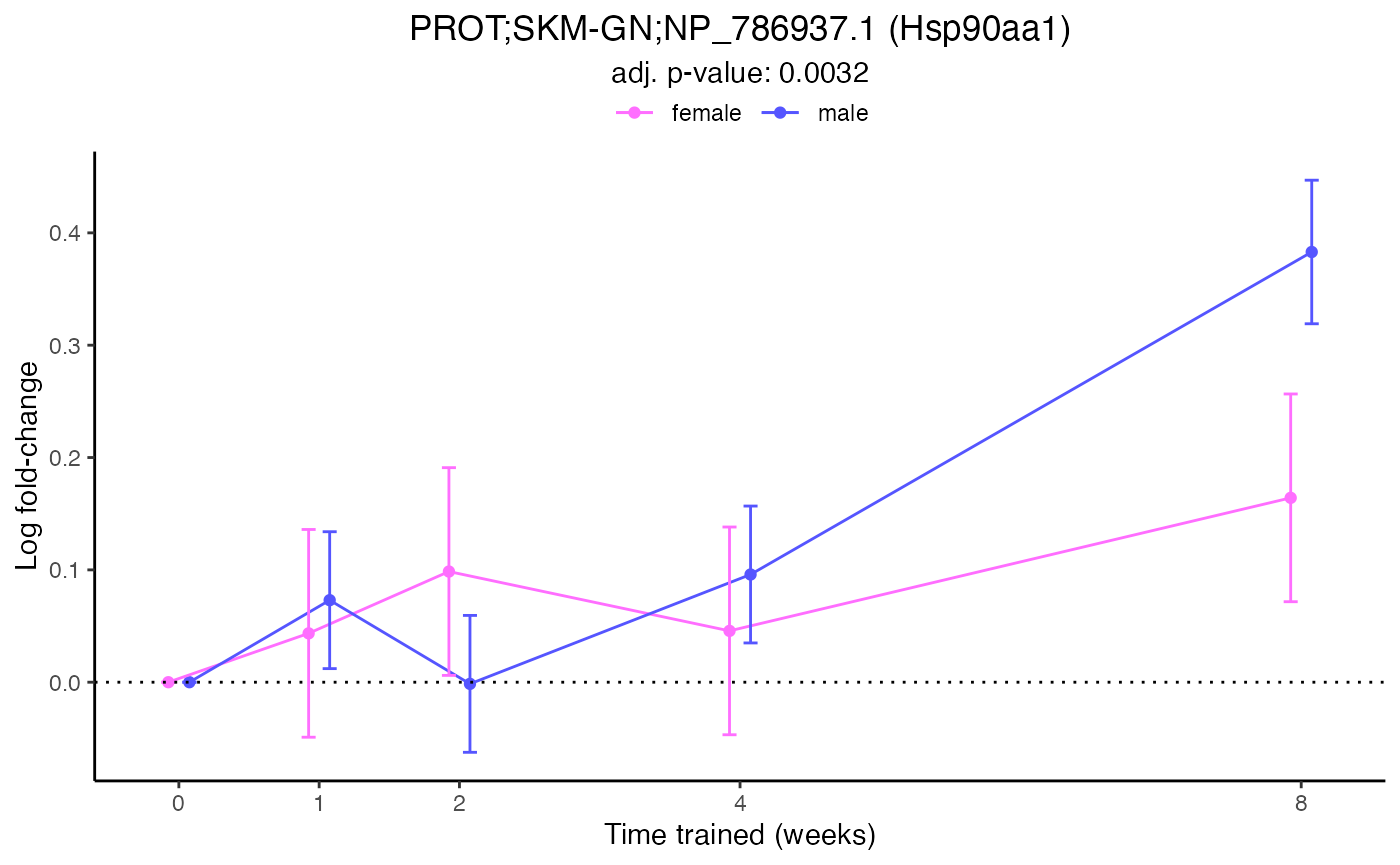 PROT;SKM-GN;NP_786937.1 (Hsp90aa1)
adj. p-value: 0.0032
female male
Log fold-change
0.4
0.3
0.2
0.1
0.0
0 1 2 4 8
Time trained (weeks)